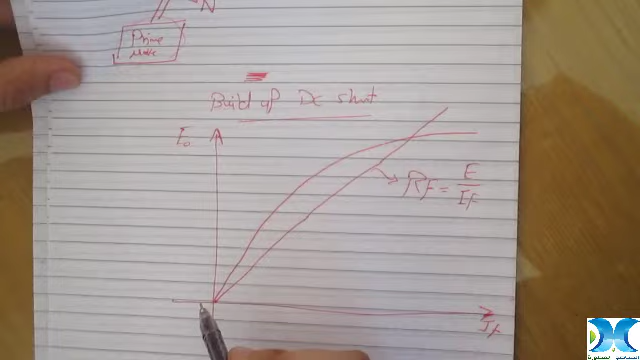 N
Prime
Build up DC shunt
E₀
RF = E / IF
If